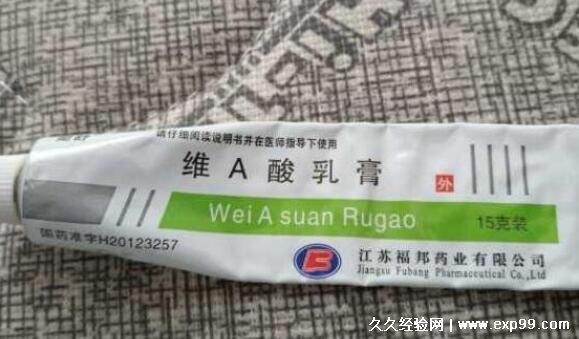 请仔细阅读说明书并在医师指导下使用
维A酸乳膏
外
Wei A suan Rugao
15克装
国药准字H20123257
江苏福邦药业有限公司
Jiangsu Fubang Pharmaceutical Co.,Ltd
久久经验网 | www.exp99.com